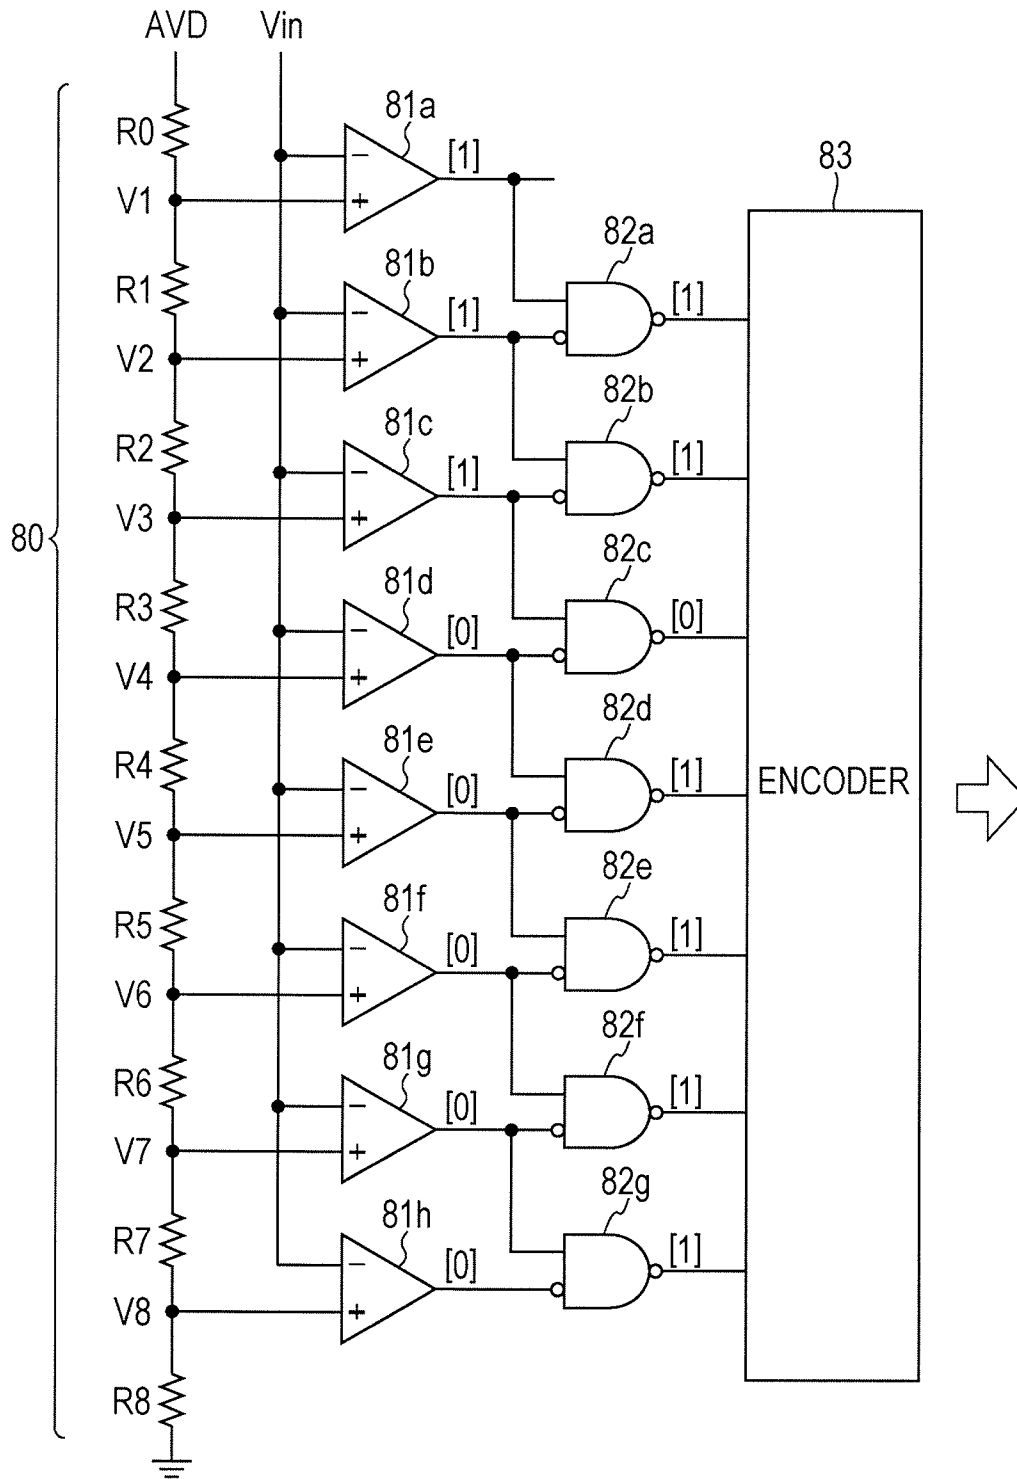 AVD Vin
81a
R0 [1]
83
V1
82a
81b
R1 [1] [1]
V2
82b
81c
R2 [1] [1]
V3
80
82c
81d
R3 [0] [0]
V4
82d
81e
R4 [0] [1]
ENCODER
V5
82e
81f
R5 [0] [1]
V6
82f
81g
R6 [0] [1]
V7
82g
81h
R7 [0] [1]
V8
R8